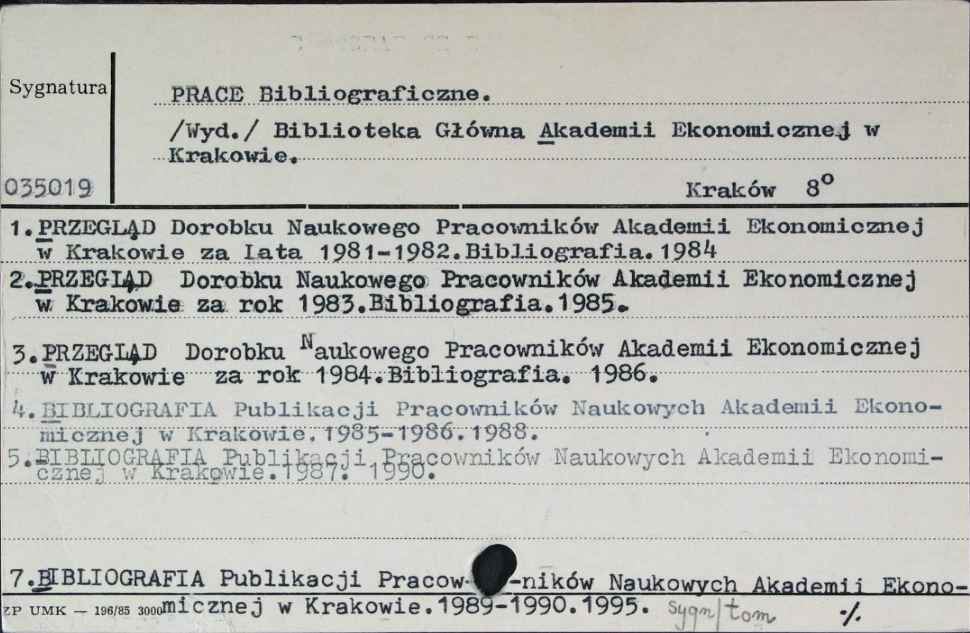 Sygnatura
PRACE Bibliograficzne.
/Wyd./ Biblioteka Główna Akademii Ekonomicznej w
Krakowie.
035019
Kraków 8°
1.PRZEGLĄD Dorobku Naukowego Pracowników Akademii Ekonomicznej
w Krakowie za lata 1981-1982.Bibliografia.1984
2.PRZEGLĄD Dorobku Naukowego Pracowników Akademii Ekonomicznej
w Krakowie za rok 1983.Bibliografia.1985.
3.PRZEGLĄD Dorobku Naukowego Pracowników Akademii Ekonomicznej
w Krakowie za rok 1984.Bibliografia. 1986.
4.BIBLIOGRAFIA Publikacji Pracowników Naukowych Akademii Ekono-
micznej w Krakowie.1985-1986.1988.
5.BIBLIOGRAFIA Publikacji Pracowników Naukowych Akademii Ekonomi-
cznej w Krakowie.1987. 1990.
7.BIBLIOGRAFIA Publikacji Pracow- -ników Naukowych Akademii Ekono-
micznej w Krakowie.1989-1990.1995. sygn/tom ./.
ZP UMK — 196/85 3000